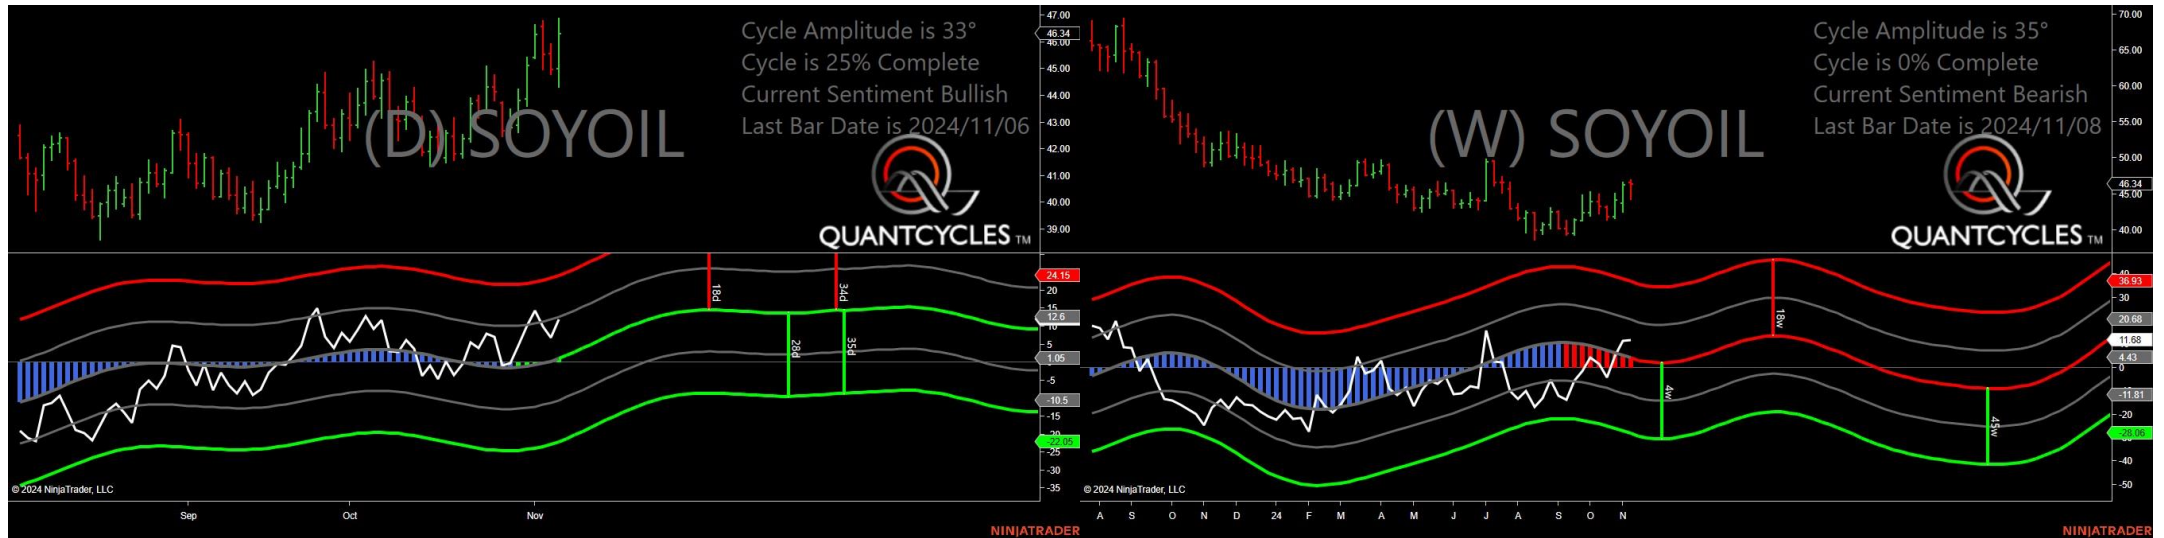 Cycle Amplitude is 33°
Cycle is 25% Complete
Current Sentiment Bullish
Last Bar Date is 2024/11/06
(D) SOYOIL
QUANTCYCLES TM
47.00
46.34
46.00
45.00
44.00
43.00
42.00
41.00
40.00
39.00
24.15
20
15
12.6
10
5
1.05
-5
-10.5
-15
-20
-22.05
-25
-30
-35
18d
28d
34d
35d
© 2024 NinjaTrader, LLC
Sep
Oct
Nov
NINJATRADER
Cycle Amplitude is 35°
Cycle is 0% Complete
Current Sentiment Bearish
Last Bar Date is 2024/11/08
(W) SOYOIL
QUANTCYCLES TM
70.00
65.00
60.00
55.00
50.00
46.34
45.00
40.00
40
36.93
30
20.68
11.68
4.43
0
-11.81
-20
-28.06
-40
-50
4w
18w
45w
© 2024 NinjaTrader, LLC
A S O N D 24 F M A M J J A S O N
NINJATRADER